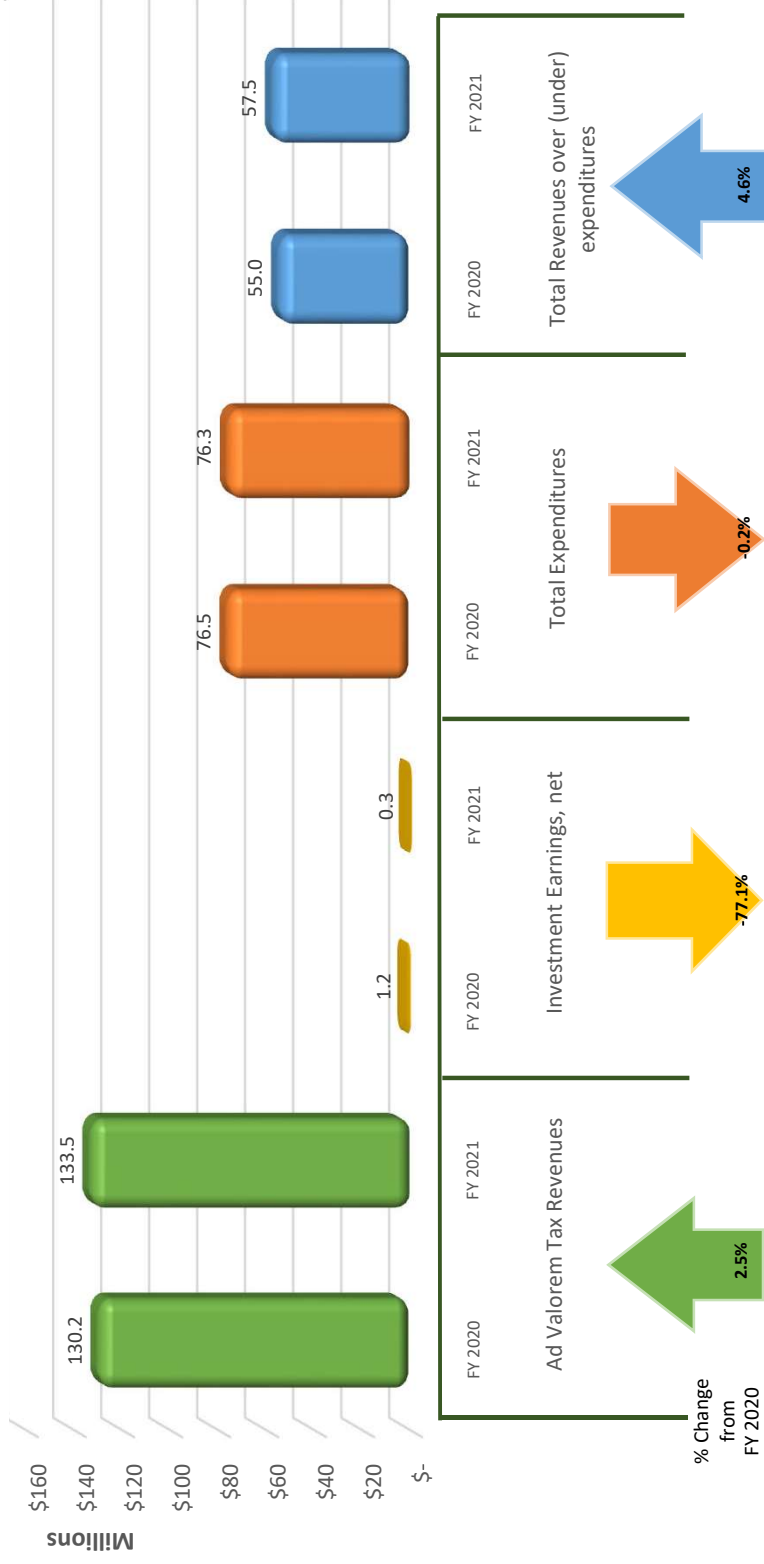 Millions
$160
$140
$120
$100
$80
$60
$40
$20
$-
130.2
133.5
1.2
0.3
76.5
76.3
55.0
57.5
FY 2020
FY 2021
FY 2020
FY 2021
FY 2020
FY 2021
FY 2020
FY 2021
Ad Valorem Tax Revenues
Investment Earnings, net
Total Expenditures
Total Revenues over (under)
expenditures
% Change
from
FY 2020
2.5%
-77.1%
-0.2%
4.6%